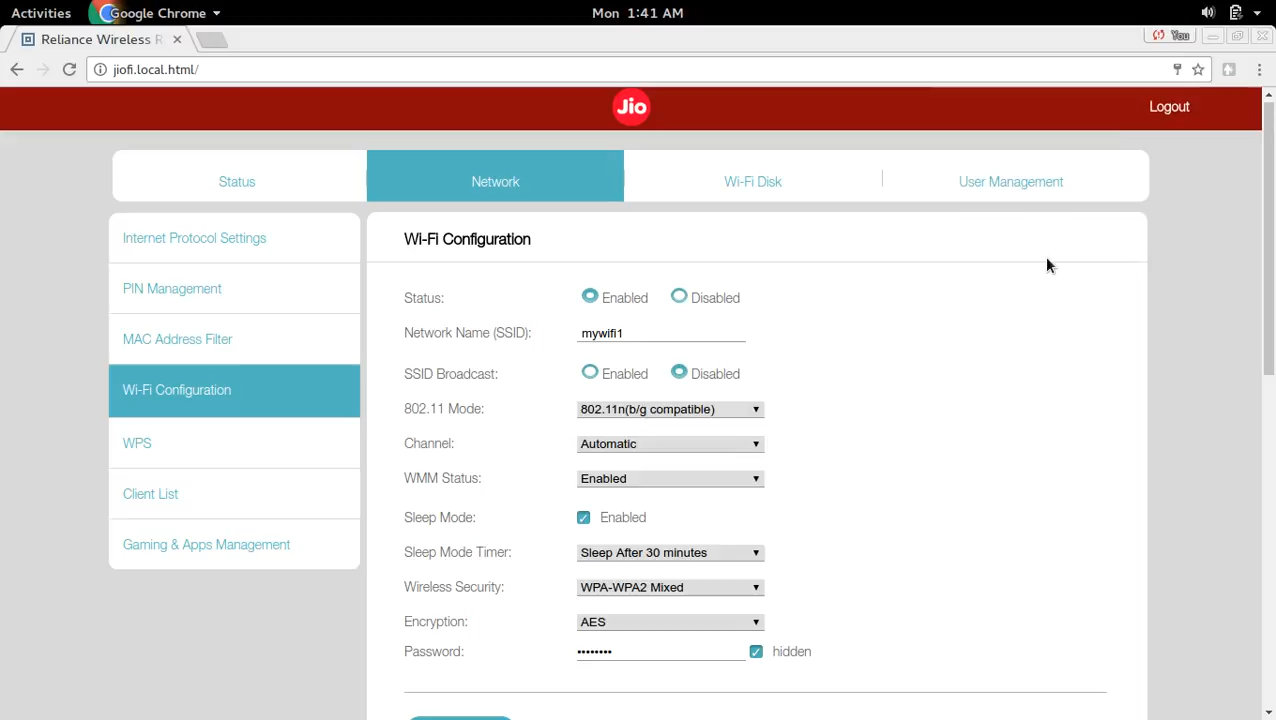 Activities Google Chrome Mon 1:41 AM
Reliance Wireless R You
jiofi.local.html/
Jio Logout
Status Network Wi-Fi Disk User Management
Internet Protocol Settings
PIN Management
MAC Address Filter
Wi-Fi Configuration
WPS
Client List
Gaming & Apps Management
Wi-Fi Configuration
Status: Enabled Disabled
Network Name (SSID): mywifi1
SSID Broadcast: Enabled Disabled
802.11 Mode: 802.11n(b/g compatible)
Channel: Automatic
WMM Status: Enabled
Sleep Mode: Enabled
Sleep Mode Timer: Sleep After 30 minutes
Wireless Security: WPA-WPA2 Mixed
Encryption: AES
Password: •••••••• hidden